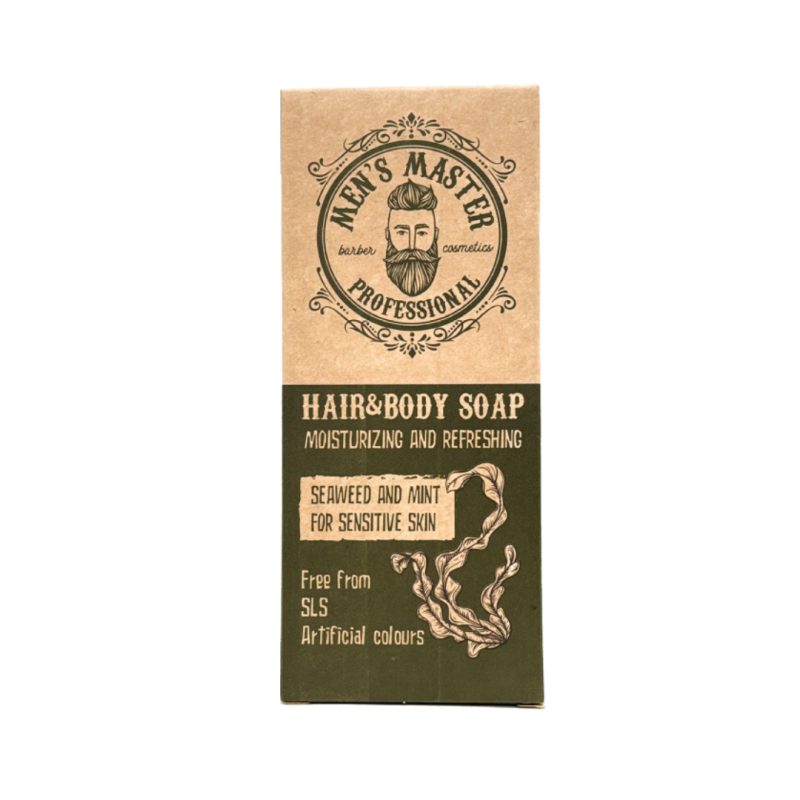 MEN'S MASTER
barber cosmetics
PROFESSIONAL
HAIR&BODY SOAP
MOISTURIZING AND REFRESHING
SEAWEED AND MINT
FOR SENSITIVE SKIN
Free from
SLS
Artificial colours